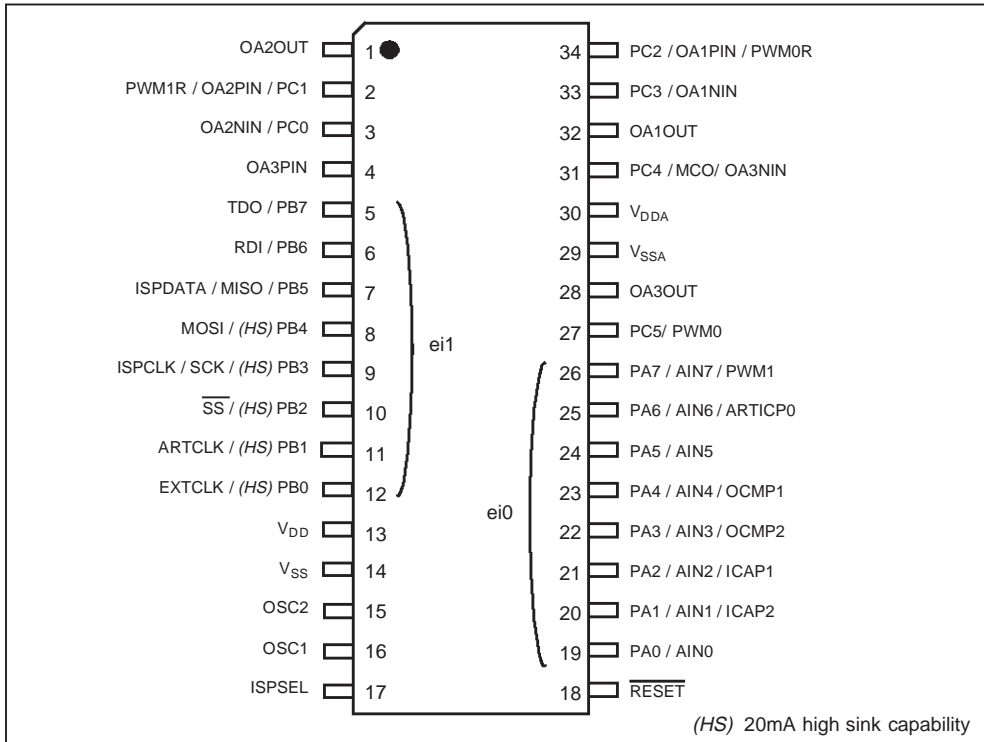 OA2OUT 1
PWM1R / OA2PIN / PC1 2
OA2NIN / PC0 3
OA3PIN 4
TDO / PB7 5
RDI / PB6 6
ISPDATA / MISO / PB5 7
MOSI / (HS) PB4 8
ISPCLK / SCK / (HS) PB3 9
SS / (HS) PB2 10
ARTCLK / (HS) PB1 11
EXTCLK / (HS) PB0 12
VDD 13
VSS 14
OSC2 15
OSC1 16
ISPSEL 17
ei1
ei0
34 PC2 / OA1PIN / PWM0R
33 PC3 / OA1NIN
32 OA1OUT
31 PC4 / MCO/ OA3NIN
30 VDDA
29 VSSA
28 OA3OUT
27 PC5/ PWM0
26 PA7 / AIN7 / PWM1
25 PA6 / AIN6 / ARTICP0
24 PA5 / AIN5
23 PA4 / AIN4 / OCMP1
22 PA3 / AIN3 / OCMP2
21 PA2 / AIN2 / ICAP1
20 PA1 / AIN1 / ICAP2
19 PA0 / AIN0
18 RESET
(HS) 20mA high sink capability